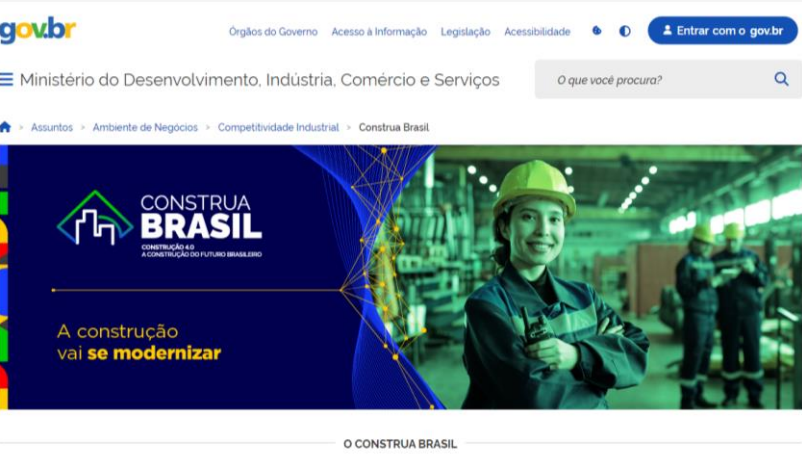 gov.br
Órgãos do Governo Acesso à Informação Legislação Acessibilidade
Entrar com o gov.br
Ministério do Desenvolvimento, Indústria, Comércio e Serviços
O que você procura?
> Assuntos > Ambiente de Negócios > Competitividade Industrial > Construa Brasil
CONSTRUA
BRASIL
CONSTRUÇÃO 4.0
A CONSTRUÇÃO DO FUTURO BRASILEIRO
A construção
vai se modernizar
O CONSTRUA BRASIL